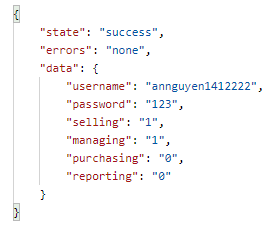 {
    "state": "success",
    "errors": "none",
    "data": {
        "username": "annguyen1412222",
        "password": "123",
        "selling": "1",
        "managing": "1",
        "purchasing": "0",
        "reporting": "0"
    }
}